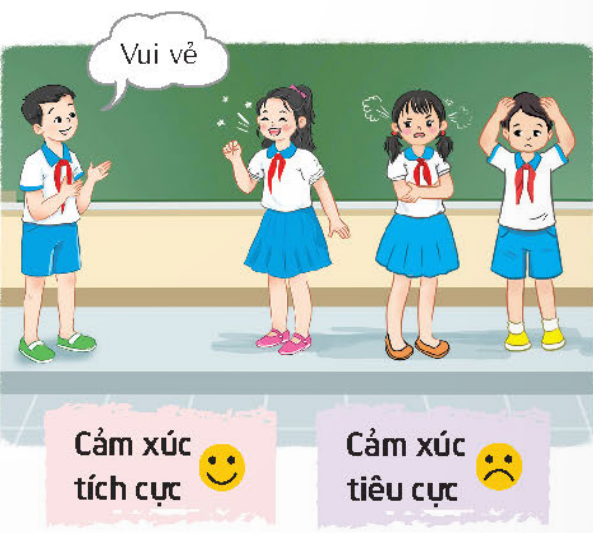 Vui vẻ
Cảm xúc
tích cực
Cảm xúc
tiêu cực